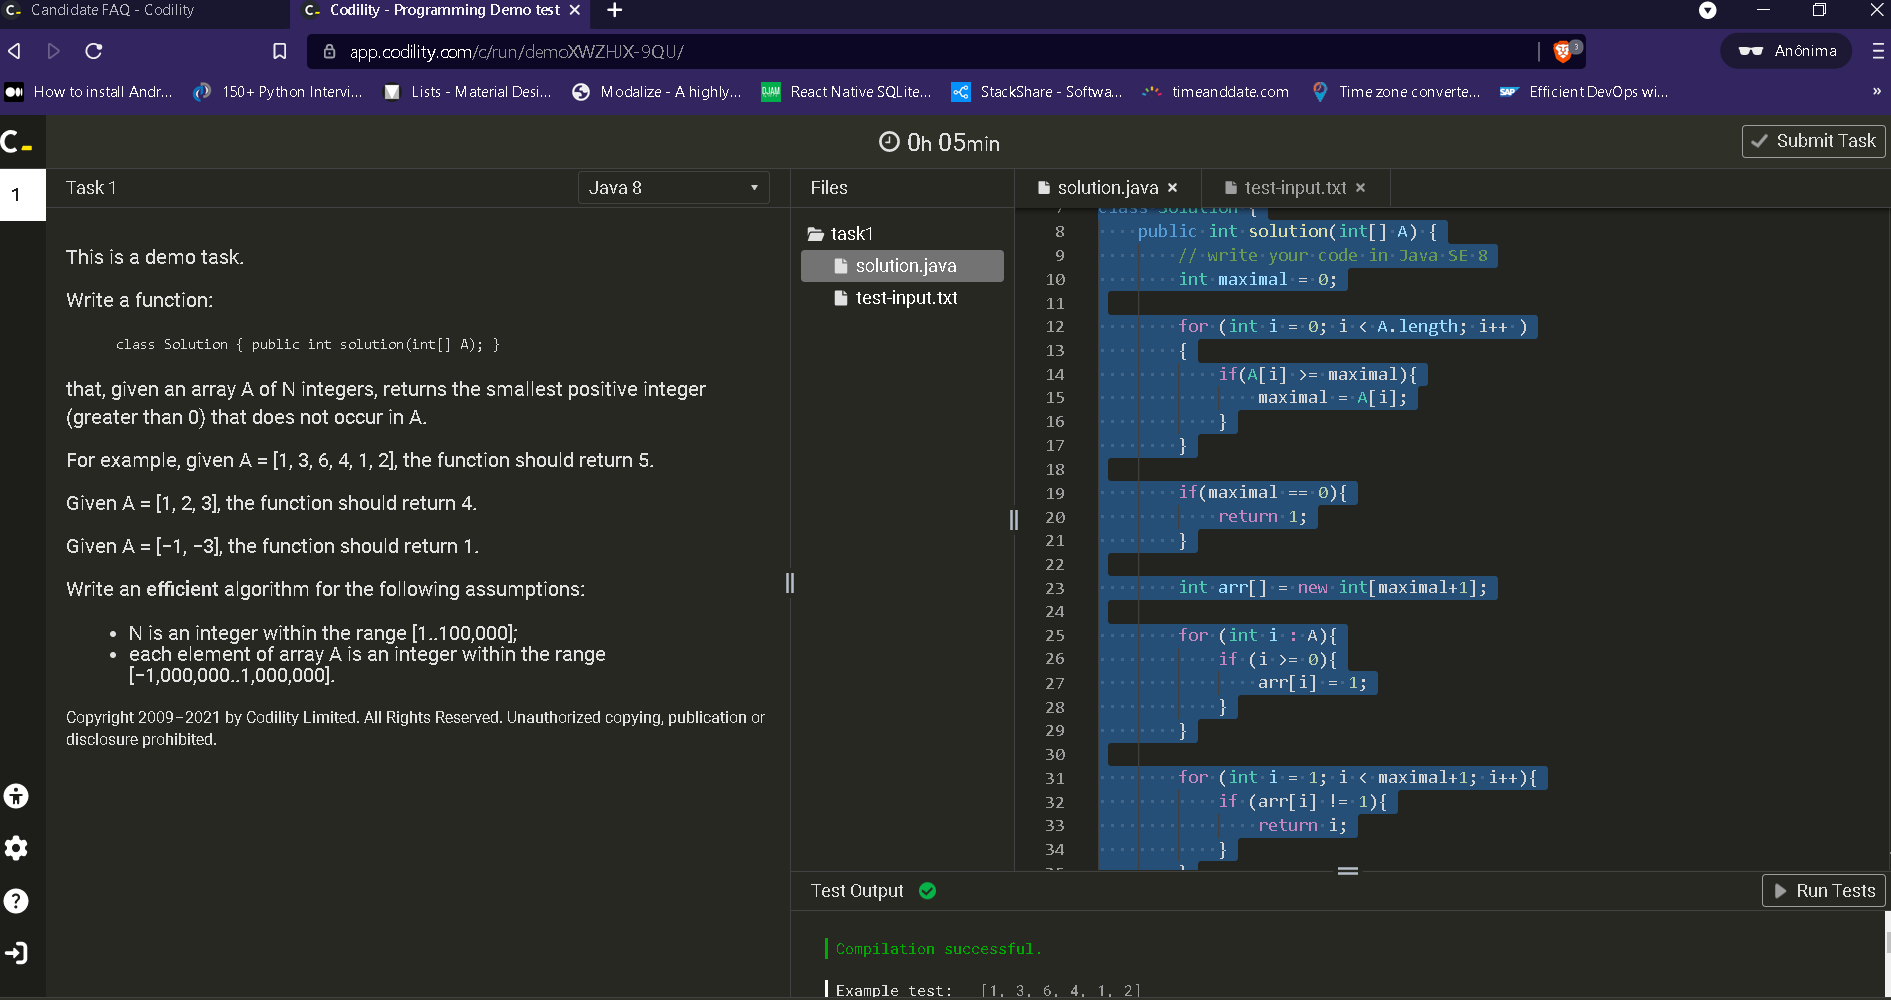 Candidate FAQ - Codility
Codility - Programming Demo test
app.codility.com/c/run/demoXWZHJX-9QU/
3
Anônima
How to install Andr...
150+ Python Intervi...
Lists - Material Desi...
Modalize - A highly...
React Native SQLite...
StackShare - Softwa...
timeanddate.com
Time zone converte...
Efficient DevOps wi...
»
0h 05min
Submit Task
1
Task 1
Java 8
Files
solution.java
test-input.txt
task1
solution.java
test-input.txt
This is a demo task.
Write a function:
class Solution { public int solution(int[] A); }
that, given an array A of N integers, returns the smallest positive integer
(greater than 0) that does not occur in A.
For example, given A = [1, 3, 6, 4, 1, 2], the function should return 5.
Given A = [1, 2, 3], the function should return 4.
Given A = [−1, −3], the function should return 1.
Write an efficient algorithm for the following assumptions:
• N is an integer within the range [1..100,000];
• each element of array A is an integer within the range
[−1,000,000..1,000,000].
Copyright 2009–2021 by Codility Limited. All Rights Reserved. Unauthorized copying, publication or
disclosure prohibited.
7 class Solution {
8 public int solution(int[] A) {
9 // write your code in Java SE 8
10 int maximal = 0;
11
12 for (int i = 0; i < A.length; i++ )
13 {
14 if(A[i] >= maximal){
15 maximal = A[i];
16 }
17 }
18
19 if(maximal == 0){
20 return 1;
21 }
22
23 int arr[] = new int[maximal+1];
24
25 for (int i : A){
26 if (i >= 0){
27 arr[i] = 1;
28 }
29 }
30
31 for (int i = 1; i < maximal+1; i++){
32 if (arr[i] != 1){
33 return i;
34 }
Test Output
Run Tests
Compilation successful.
Example test: [1, 3, 6, 4, 1, 2]